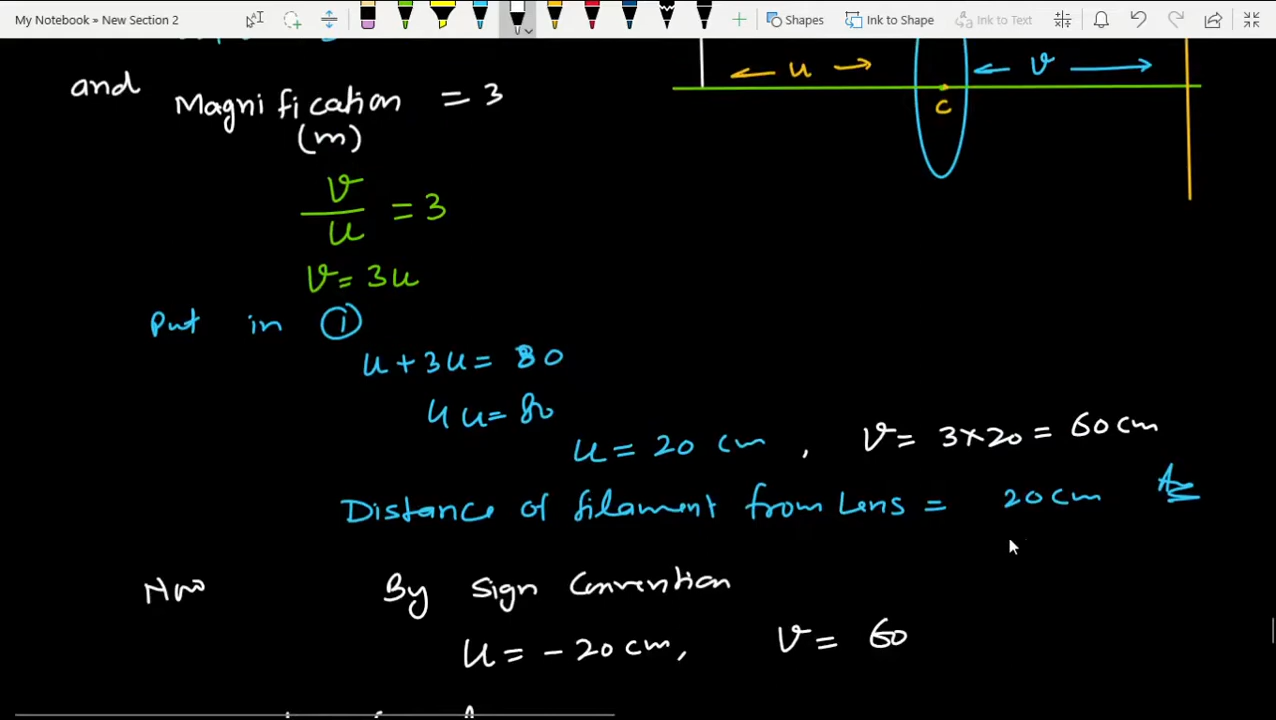 My Notebook » New Section 2
Shapes
Ink to Shape
Ink to Text
u
v
c
and Magnification = 3
(m)
v/u = 3
v = 3u
Put in ①
u + 3u = 80
4u = 80
u = 20 cm , v = 3×20 = 60 cm
Distance of filament from Lens = 20 cm
Now By Sign Convention
u = - 20 cm, v = 60